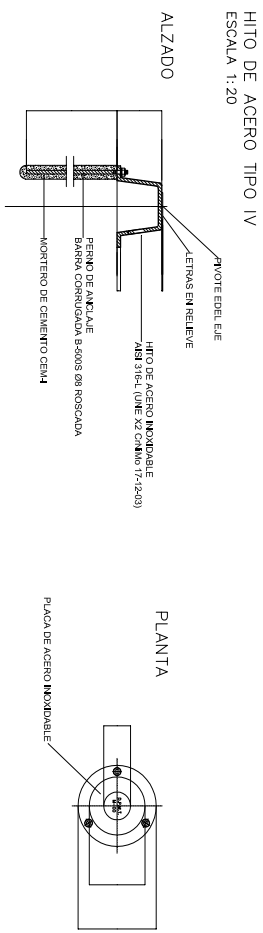 HITO DE ACERO TIPO IV
ESCALA 1:20
ALZADO
PIVOTE EDEL EJE
LETRAS EN RELIEVE
HITO DE ACERO INOXIDABLE
AISI 316-L (UNE X2 CrNiMo 17-12-03)
PERNO DE ANCLAJE
BARRA CORRUGADA B-500S Ø8 ROSCADA
MORTERO DE CEMENTO CEM-I
PLANTA
PLACA DE ACERO INOXIDABLE